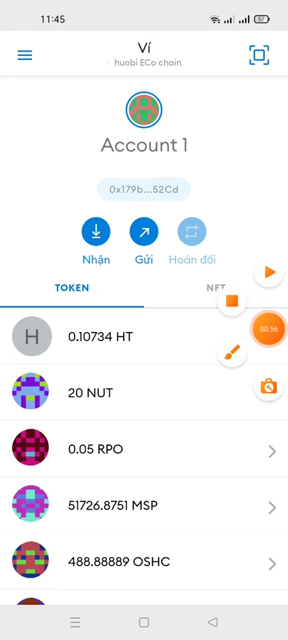 11:45
57
Ví
huobi ECo chain
Account 1
0x179b...52Cd
Nhận
Gửi
Hoán đổi
TOKEN
NFT
00:56
H
0.10734 HT
20 NUT
0.05 RPO
51726.8751 MSP
488.88889 OSHC